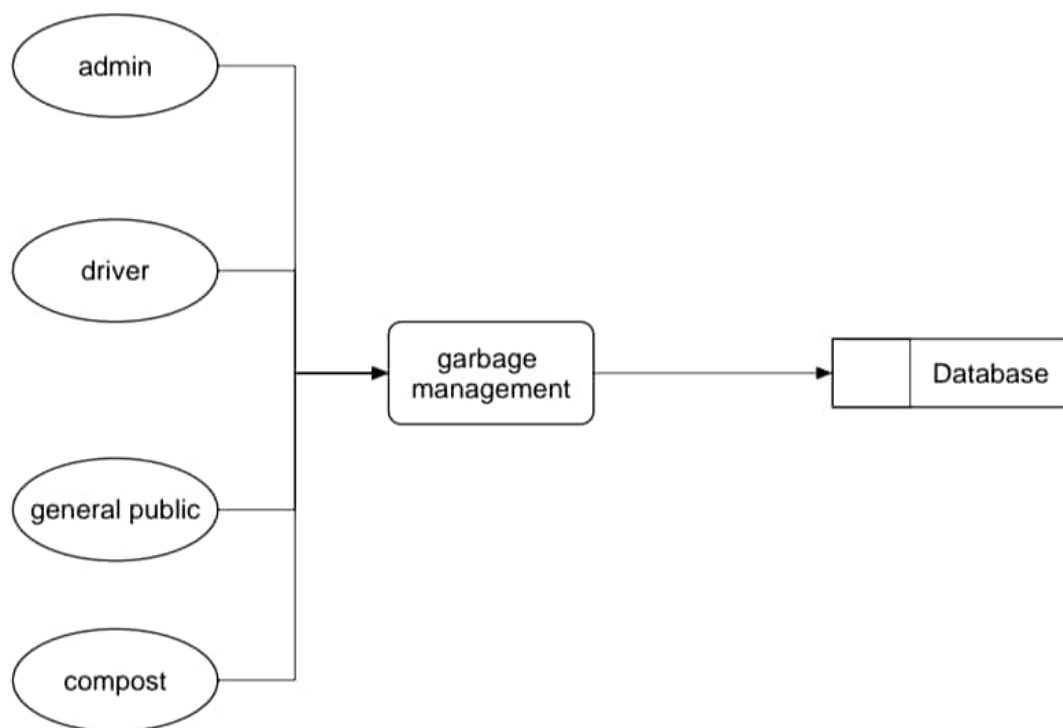 admin
driver
garbage
management
Database
general public
compost